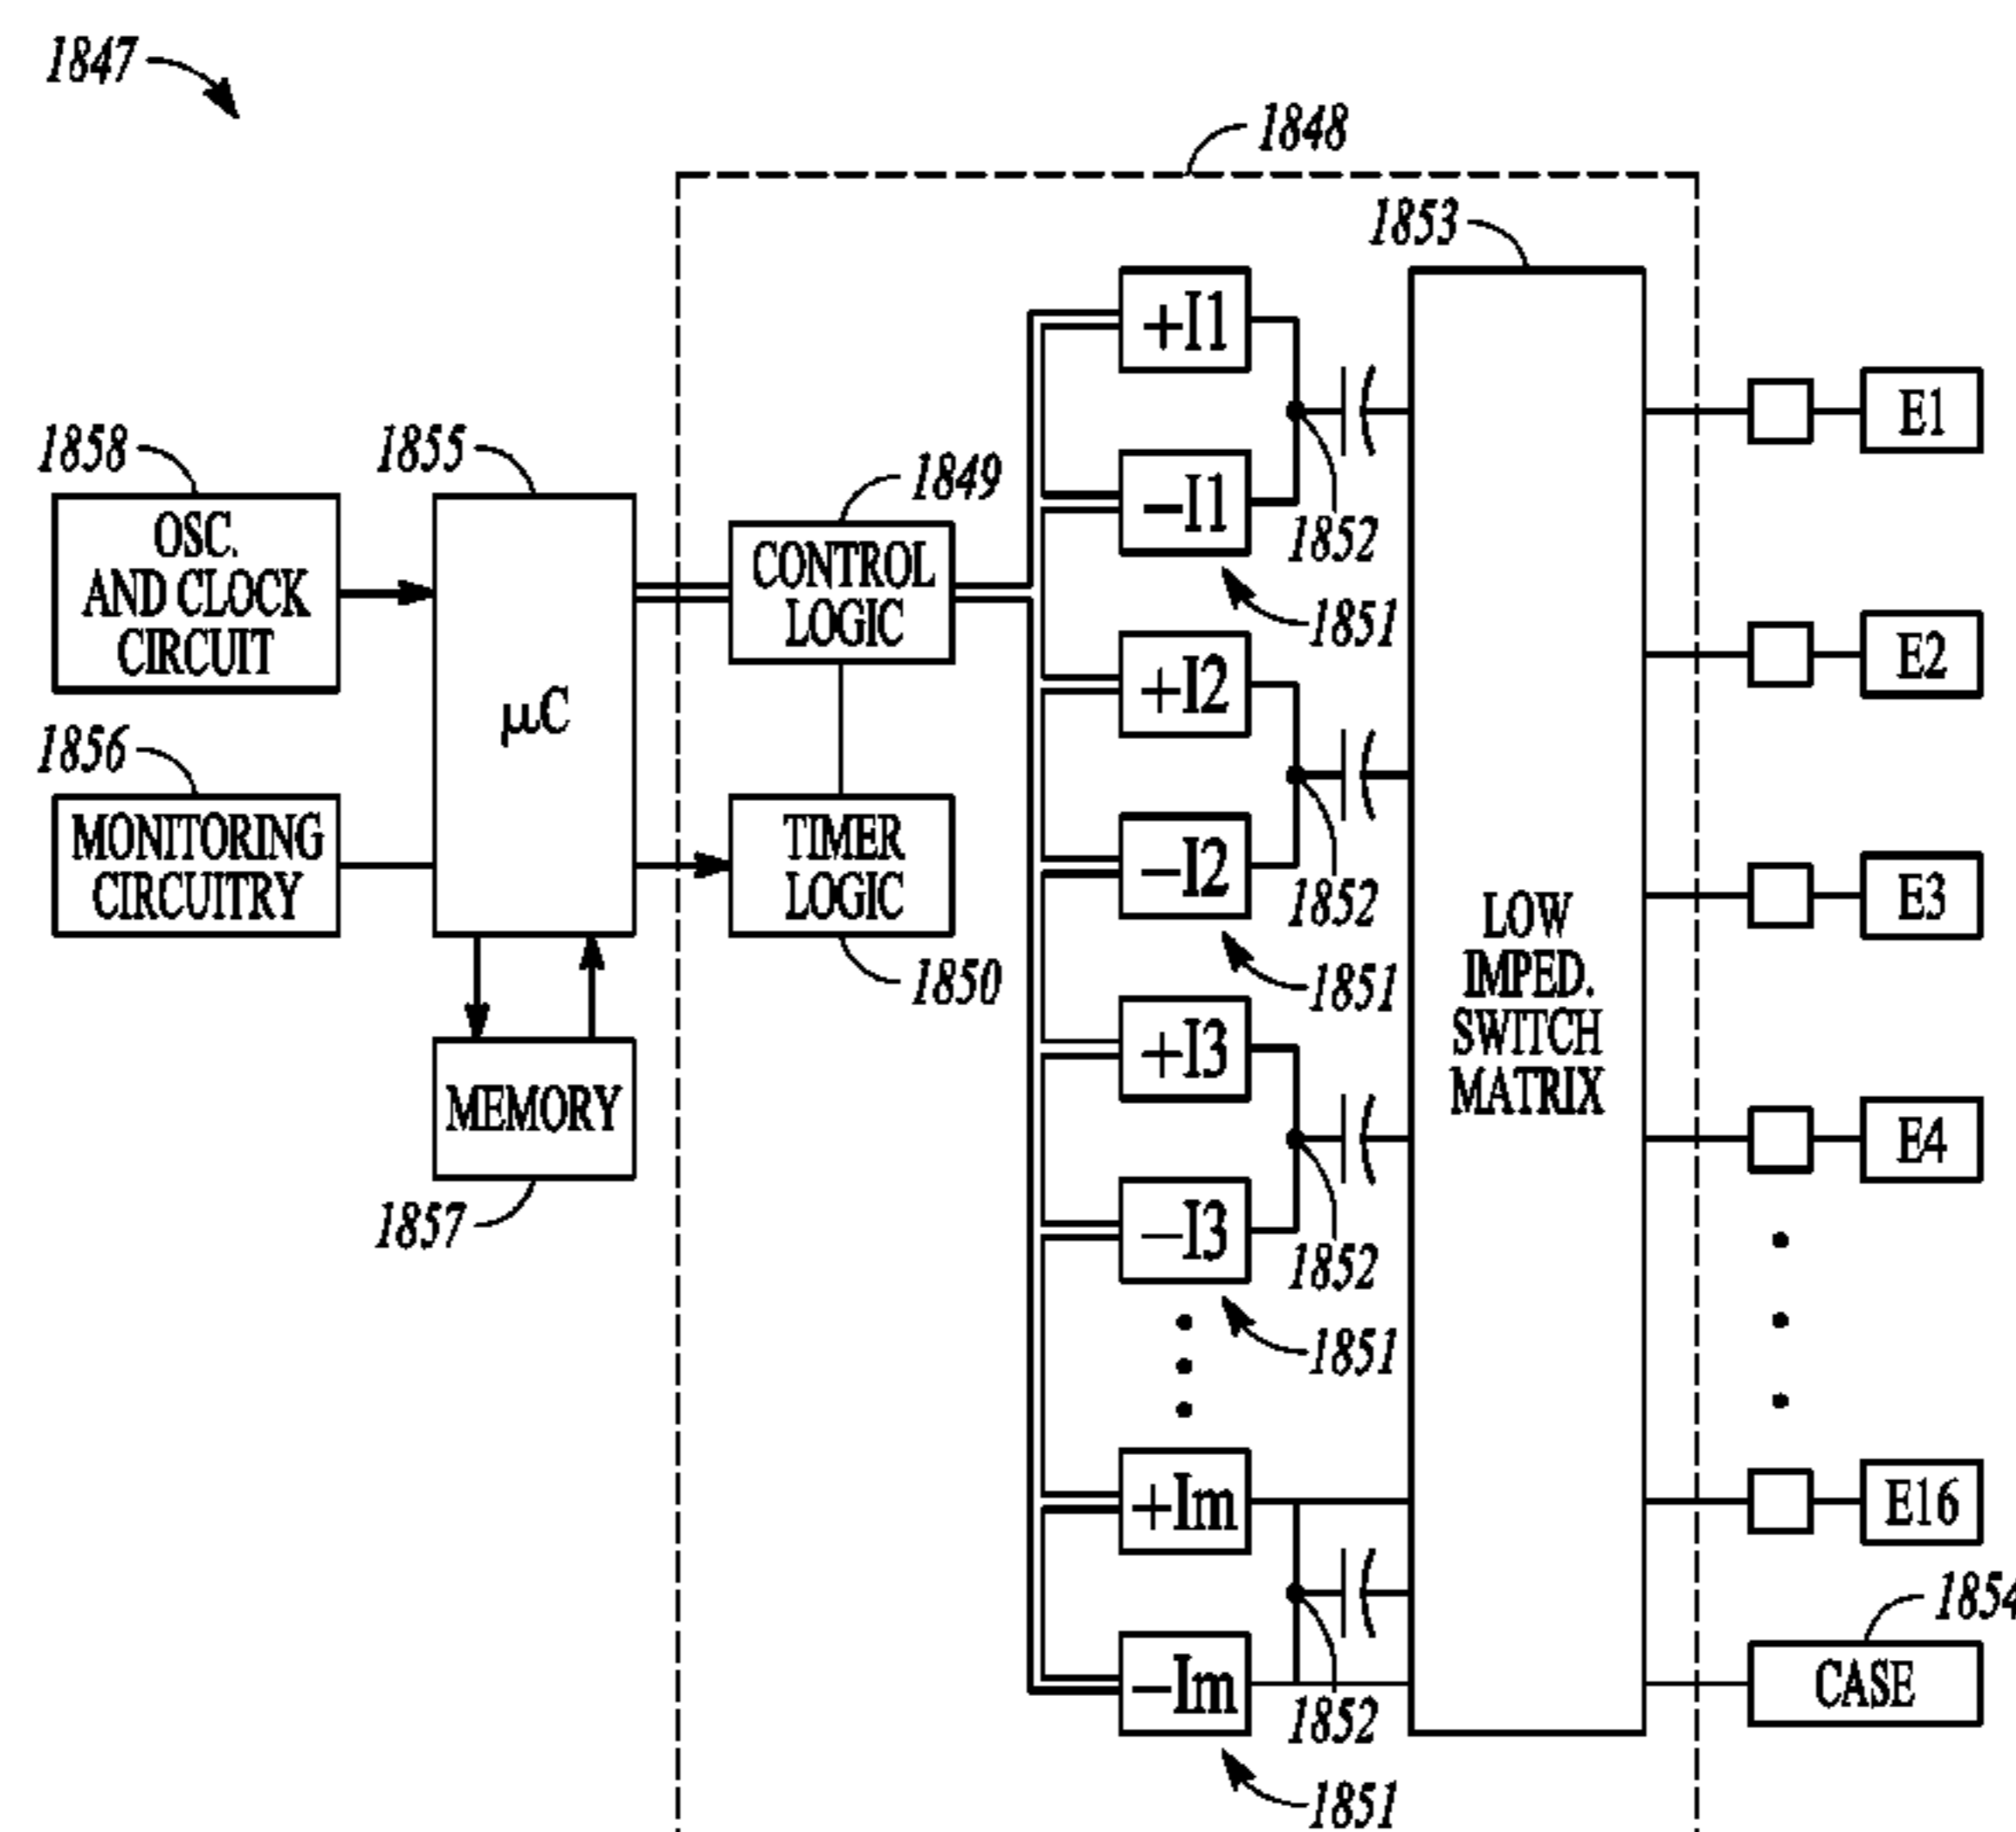 1847
1848
1853
+I1
E1
1858
1855
1849
-I1
1852
OSC.
AND CLOCK
CIRCUIT
CONTROL
LOGIC
1851
+I2
E2
μC
1856
MONITORING
CIRCUITRY
TIMER
LOGIC
-I2
1852
E3
LOW
IMPED.
SWITCH
MATRIX
1850
1851
+I3
MEMORY
E4
1857
-I3
1852
1851
+Im
E16
1854
-Im
1852
CASE
1851